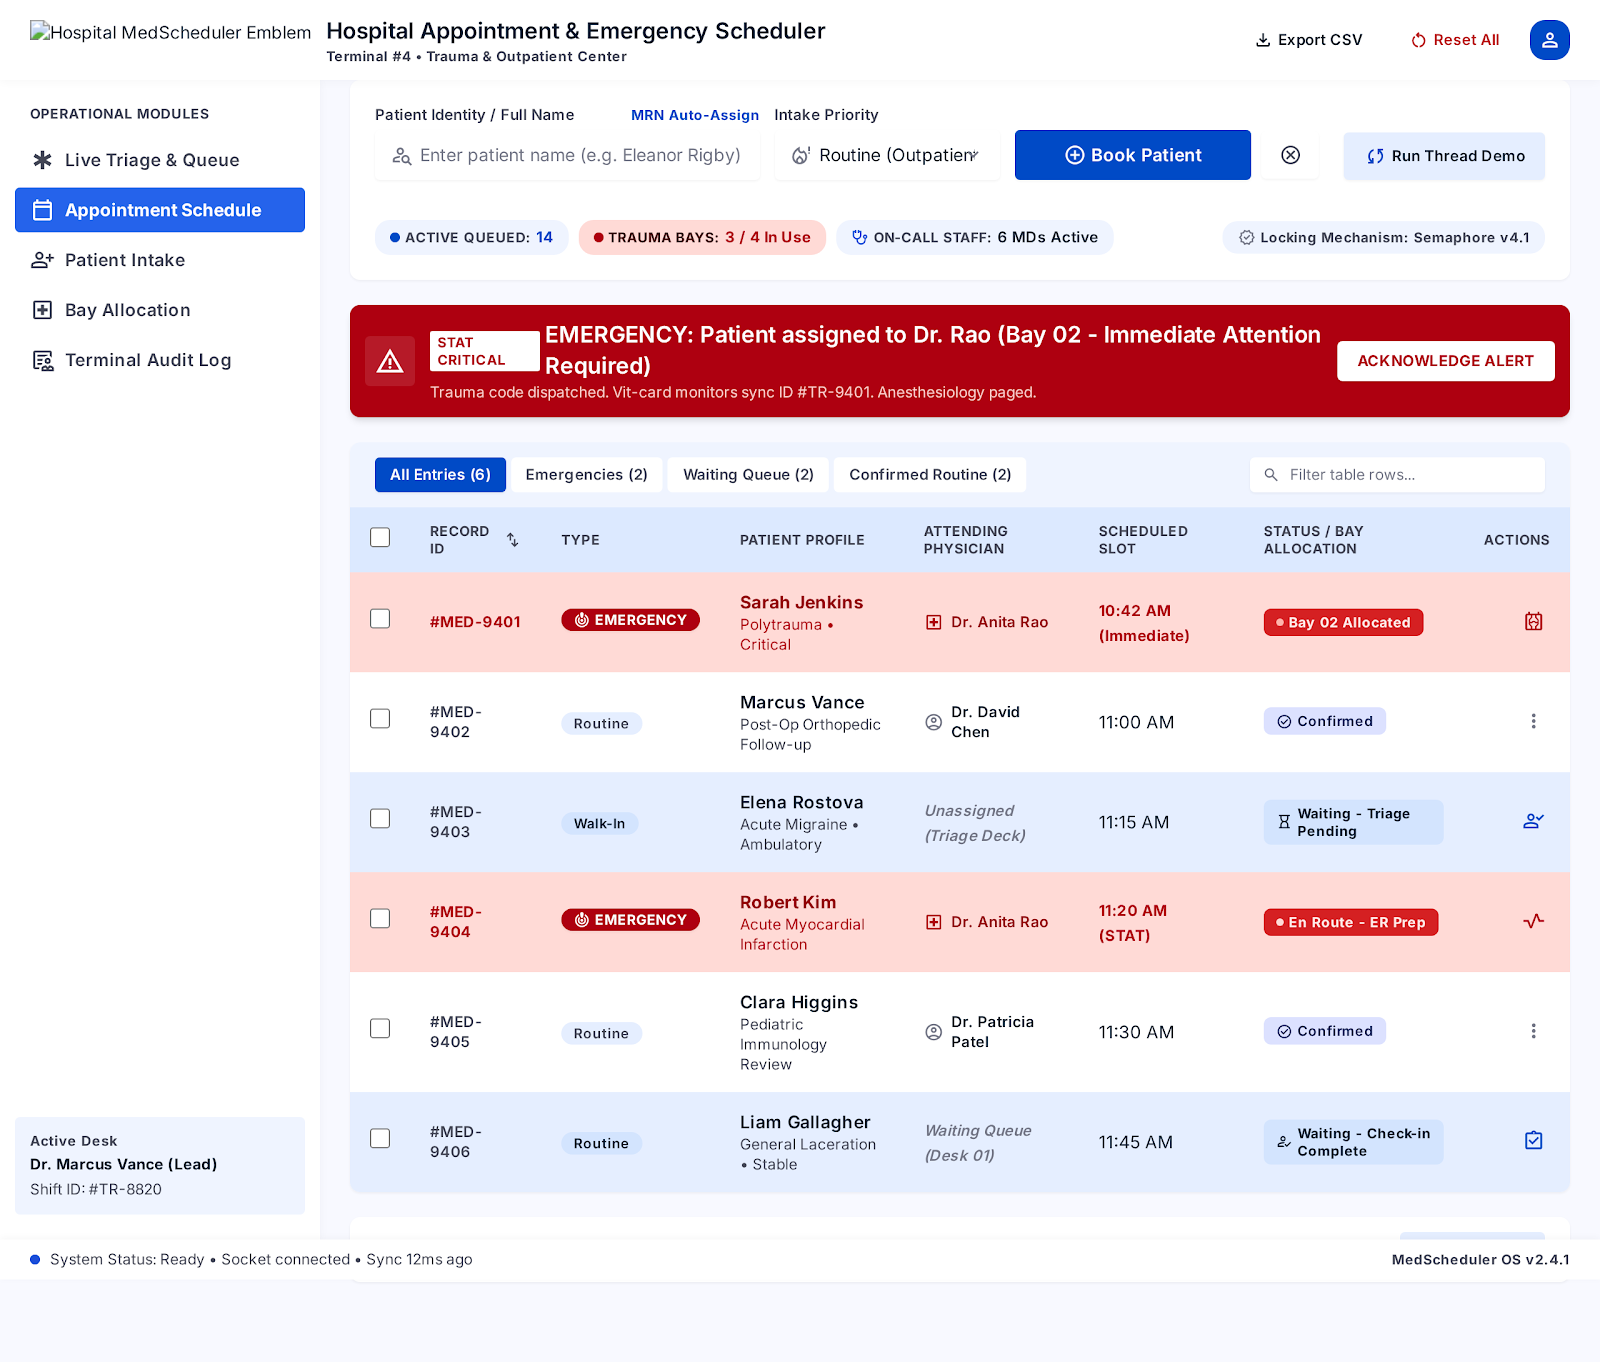 Hospital MedScheduler Emblem
Hospital Appointment & Emergency Scheduler
Terminal #4 • Trauma & Outpatient Center
Export CSV
Reset All
OPERATIONAL MODULES
Live Triage & Queue
Appointment Schedule
Patient Intake
Bay Allocation
Terminal Audit Log
Active Desk
Dr. Marcus Vance (Lead)
Shift ID: #TR-8820
Patient Identity / Full Name
MRN Auto-Assign
Intake Priority
Enter patient name (e.g. Eleanor Rigby)
Routine (Outpatien
Book Patient
Run Thread Demo
ACTIVE QUEUED: 14
TRAUMA BAYS: 3 / 4 In Use
ON-CALL STAFF: 6 MDs Active
Locking Mechanism: Semaphore v4.1
STAT
CRITICAL
EMERGENCY: Patient assigned to Dr. Rao (Bay 02 - Immediate Attention
Required)
Trauma code dispatched. Vit-card monitors sync ID #TR-9401. Anesthesiology paged.
ACKNOWLEDGE ALERT
All Entries (6)
Emergencies (2)
Waiting Queue (2)
Confirmed Routine (2)
Filter table rows...
RECORD
ID
TYPE
PATIENT PROFILE
ATTENDING
PHYSICIAN
SCHEDULED
SLOT
STATUS / BAY
ALLOCATION
ACTIONS
#MED-9401
EMERGENCY
Sarah Jenkins
Polytrauma •
Critical
Dr. Anita Rao
10:42 AM
(Immediate)
Bay 02 Allocated
#MED-
9402
Routine
Marcus Vance
Post-Op Orthopedic
Follow-up
Dr. David
Chen
11:00 AM
Confirmed
#MED-
9403
Walk-In
Elena Rostova
Acute Migraine •
Ambulatory
Unassigned
(Triage Deck)
11:15 AM
Waiting - Triage
Pending
#MED-
9404
EMERGENCY
Robert Kim
Acute Myocardial
Infarction
Dr. Anita Rao
11:20 AM
(STAT)
En Route - ER Prep
#MED-
9405
Routine
Clara Higgins
Pediatric
Immunology
Review
Dr. Patricia
Patel
11:30 AM
Confirmed
#MED-
9406
Routine
Liam Gallagher
General Laceration
• Stable
Waiting Queue
(Desk 01)
11:45 AM
Waiting - Check-in
Complete
System Status: Ready • Socket connected • Sync 12ms ago
MedScheduler OS v2.4.1